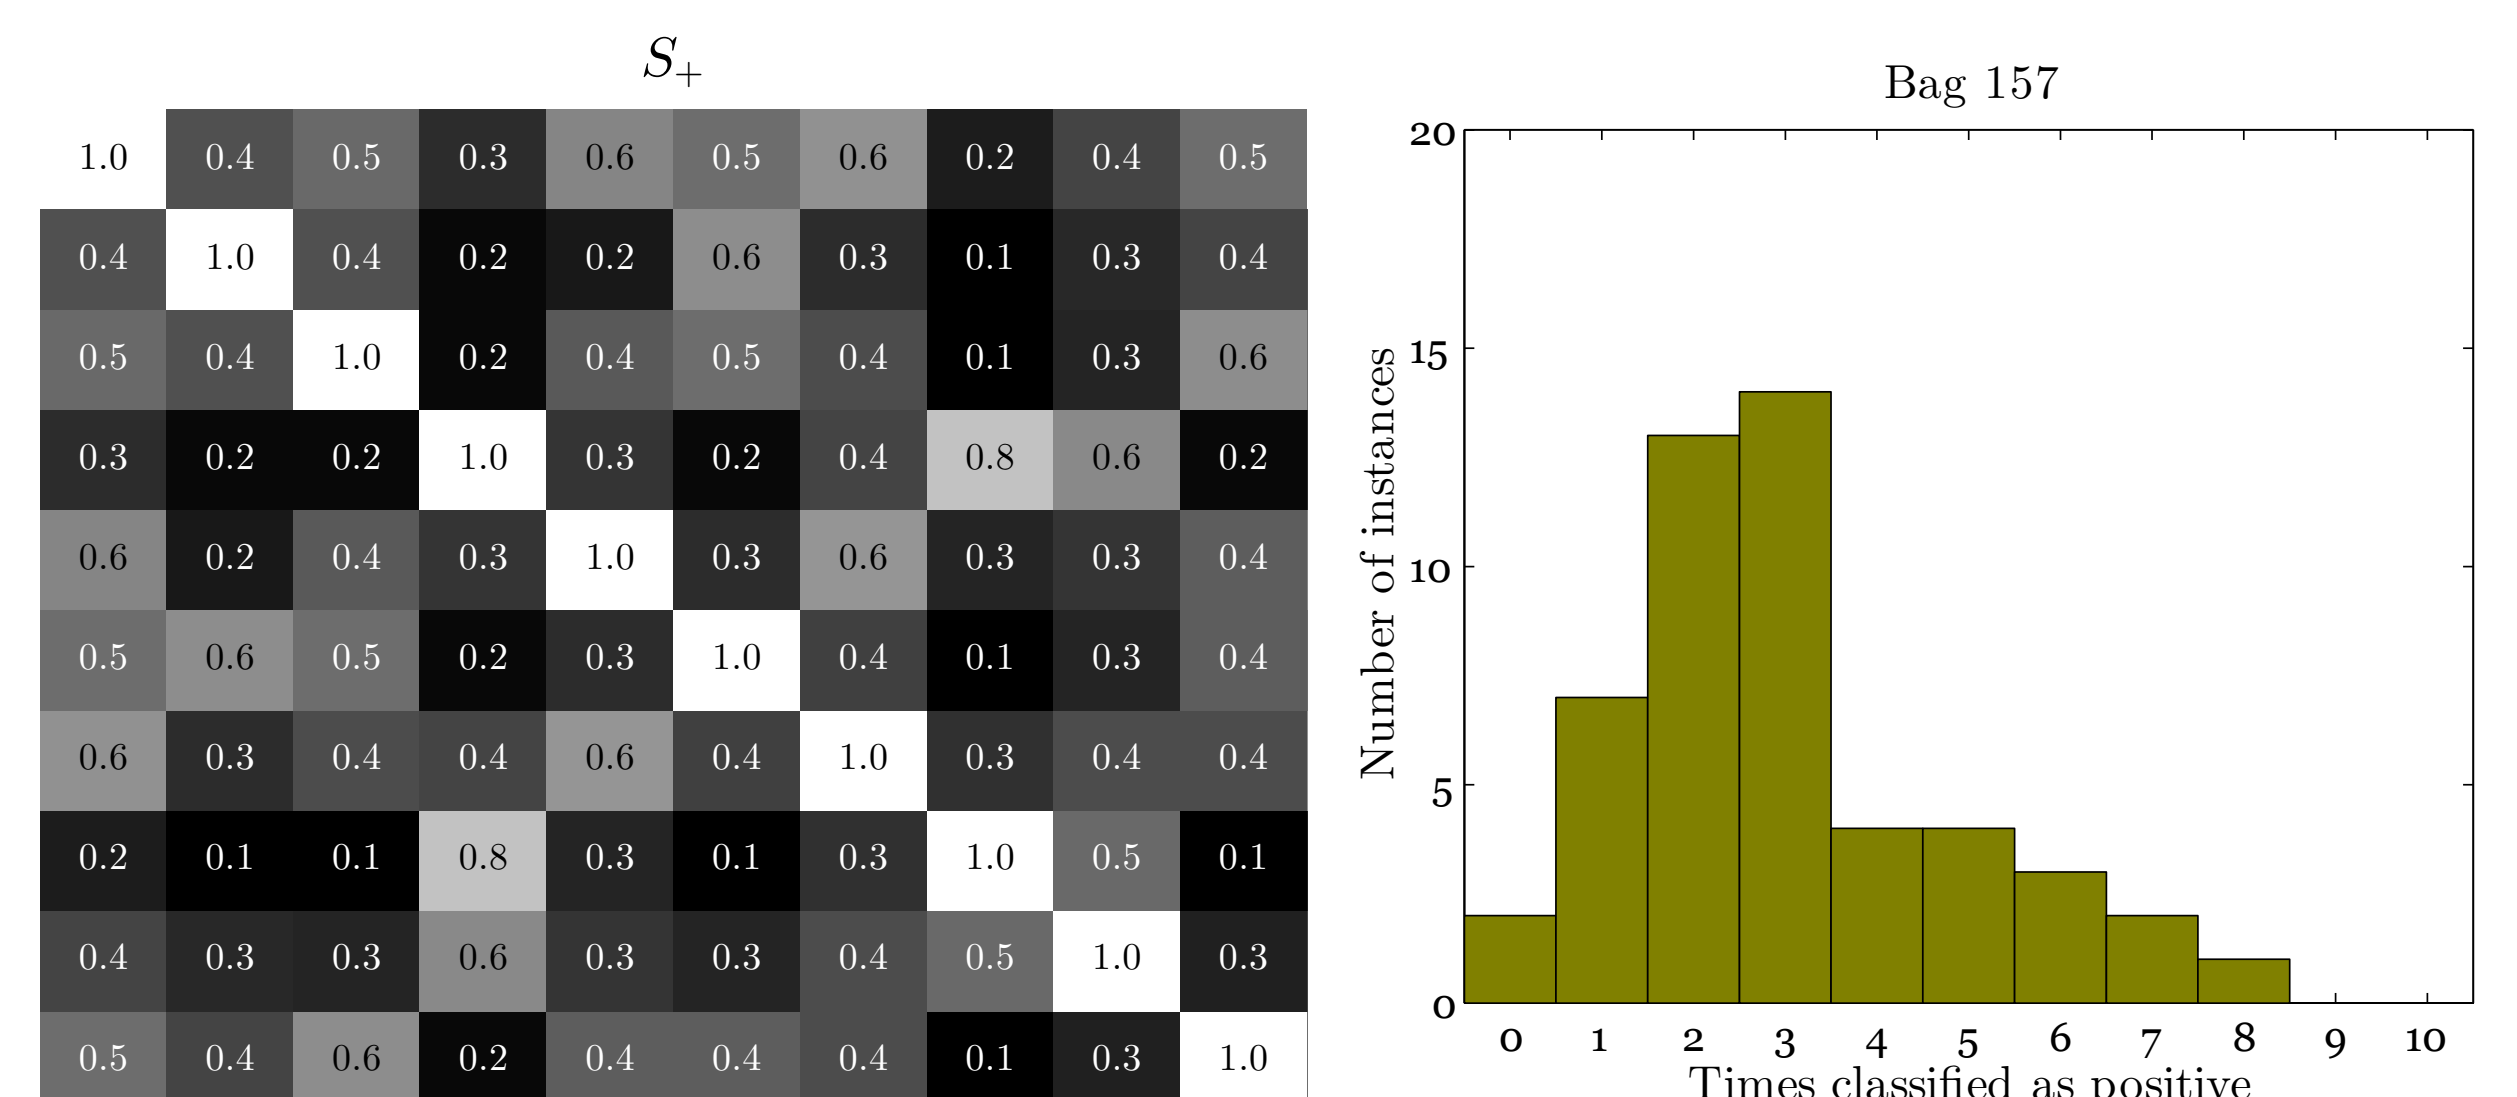 S+
1.0 0.4 0.5 0.3 0.6 0.5 0.6 0.2 0.4 0.5
0.4 1.0 0.4 0.2 0.2 0.6 0.3 0.1 0.3 0.4
0.5 0.4 1.0 0.2 0.4 0.5 0.4 0.1 0.3 0.6
0.3 0.2 0.2 1.0 0.3 0.2 0.4 0.8 0.6 0.2
0.6 0.2 0.4 0.3 1.0 0.3 0.6 0.3 0.3 0.4
0.5 0.6 0.5 0.2 0.3 1.0 0.4 0.1 0.3 0.4
0.6 0.3 0.4 0.4 0.6 0.4 1.0 0.3 0.4 0.4
0.2 0.1 0.1 0.8 0.3 0.1 0.3 1.0 0.5 0.1
0.4 0.3 0.3 0.6 0.3 0.3 0.4 0.5 1.0 0.3
0.5 0.4 0.6 0.2 0.4 0.4 0.4 0.1 0.3 1.0
Bag 157
Number of instances
20
15
10
5
0
0 1 2 3 4 5 6 7 8 9 10
Times classified as positive